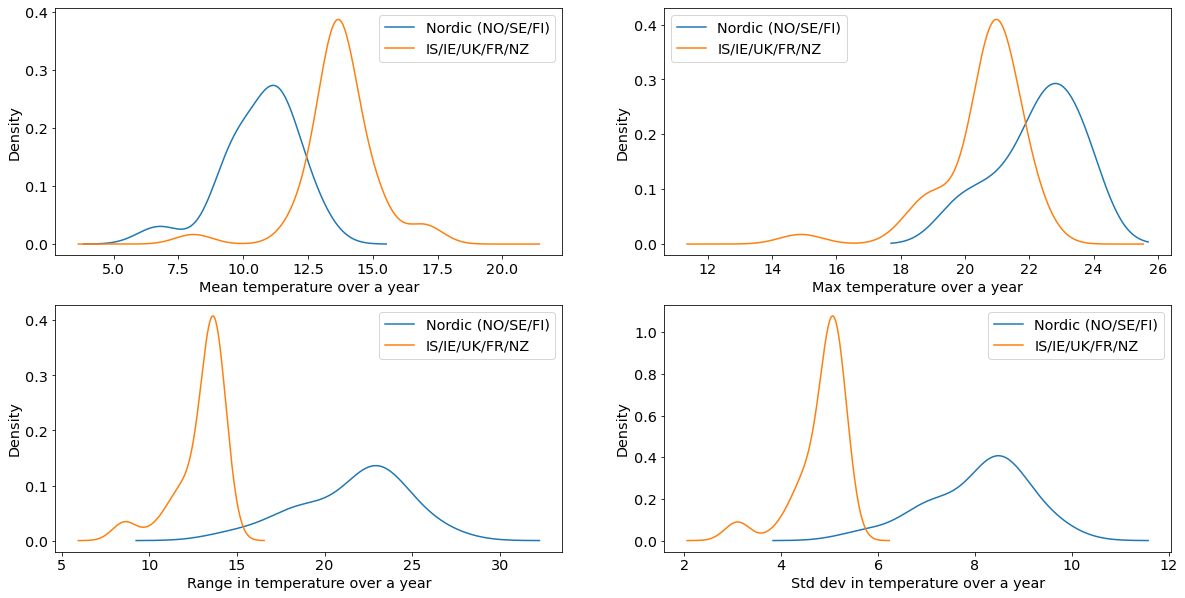 Nordic (NO/SE/FI)
IS/IE/UK/FR/NZ
Density
0.4
0.3
0.2
0.1
0.0
5.0 7.5 10.0 12.5 15.0 17.5 20.0
Mean temperature over a year
Nordic (NO/SE/FI)
IS/IE/UK/FR/NZ
Density
0.4
0.3
0.2
0.1
0.0
12 14 16 18 20 22 24 26
Max temperature over a year
Nordic (NO/SE/FI)
IS/IE/UK/FR/NZ
Density
0.4
0.3
0.2
0.1
0.0
5 10 15 20 25 30
Range in temperature over a year
Nordic (NO/SE/FI)
IS/IE/UK/FR/NZ
Density
1.0
0.8
0.6
0.4
0.2
0.0
2 4 6 8 10 12
Std dev in temperature over a year